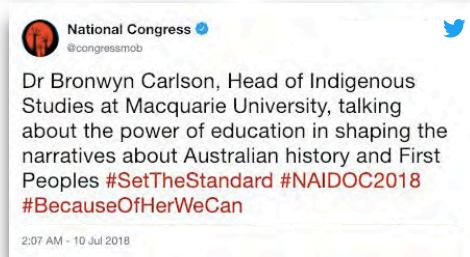 National Congress
@congressmob
Dr Bronwyn Carlson, Head of Indigenous
Studies at Macquarie University, talking
about the power of education in shaping the
narratives about Australian history and First
Peoples #SetTheStandard #NAIDOC2018
#BecauseOfHerWeCan
2:07 AM - 10 Jul 2018